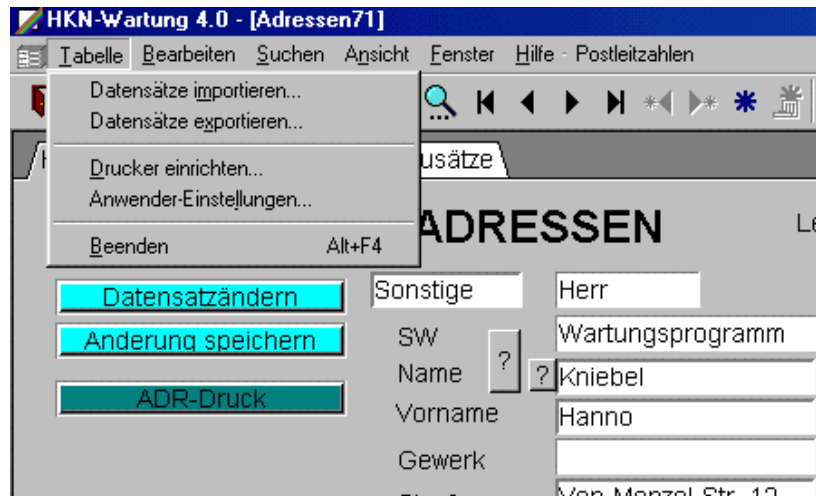 HKN-Wartung 4.0 - [Adressen71]
Tabelle Bearbeiten Suchen Ansicht Fenster Hilfe - Postleitzahlen
Datensätze importieren...
Datensätze exportieren...
Drucker einrichten...
Anwender-Einstellungen...
Beenden Alt+F4
usätze
ADRESSEN Le
Datensatzändern Sonstige Herr
Änderung speichern SW Wartungsprogramm
Name ? ? Kniebel
ADR-Druck Vorname Hanno
Gewerk